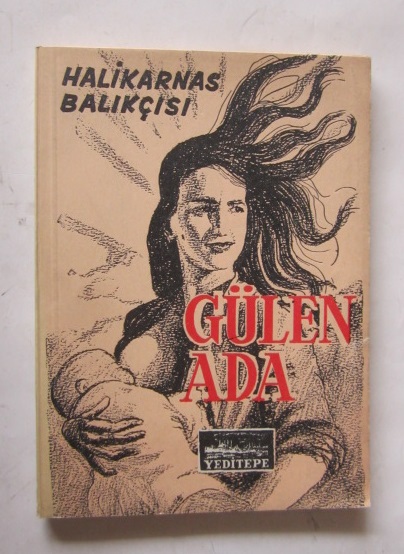 HALİKARNAS
BALIKÇISI
GÜLEN
ADA
YEDİTEPE